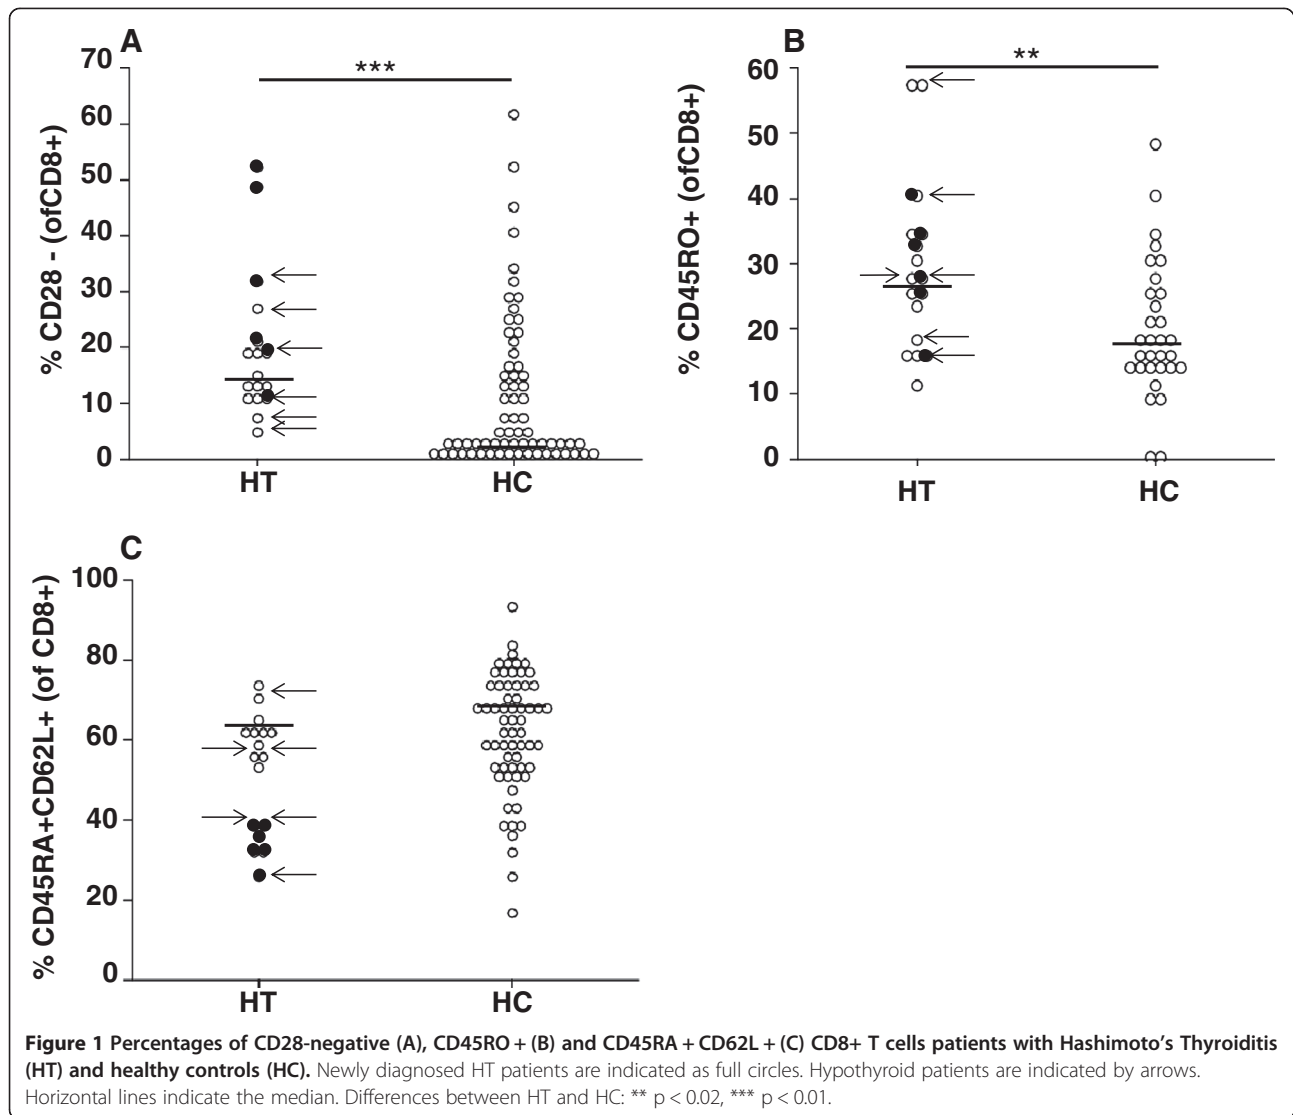 A
70
60
50
40
30
20
10
0
% CD28 - (ofCD8+)
***
HT
HC
B
60
50
40
30
20
10
0
% CD45RO+ (ofCD8+)
**
HT
HC
C
100
80
60
40
20
0
% CD45RA+CD62L+ (of CD8+)
HT
HC
Figure 1 Percentages of CD28-negative (A), CD45RO + (B) and CD45RA + CD62L + (C) CD8+ T cells patients with Hashimoto's Thyroiditis
(HT) and healthy controls (HC). Newly diagnosed HT patients are indicated as full circles. Hypothyroid patients are indicated by arrows.
Horizontal lines indicate the median. Differences between HT and HC: ** p < 0.02, *** p < 0.01.